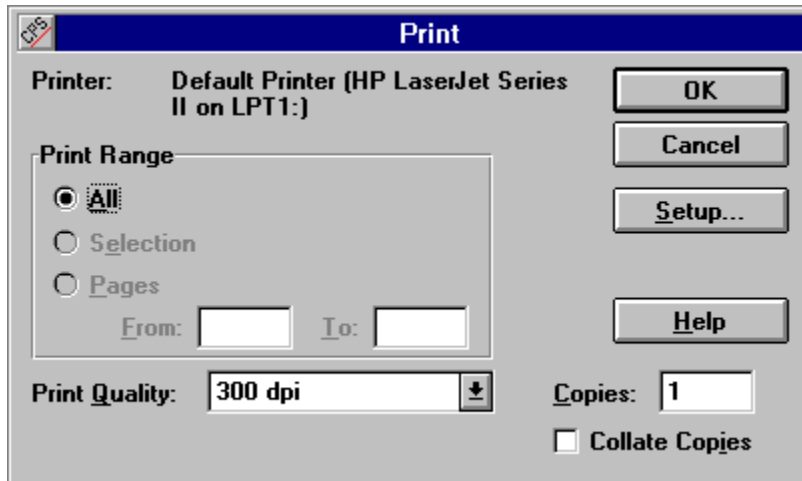 CPS
Print
Printer: Default Printer (HP LaserJet Series
II on LPT1:)
OK
Cancel
Print Range
All
Setup...
Selection
Pages
From: To:
Help
Print Quality: 300 dpi
Copies: 1
Collate Copies